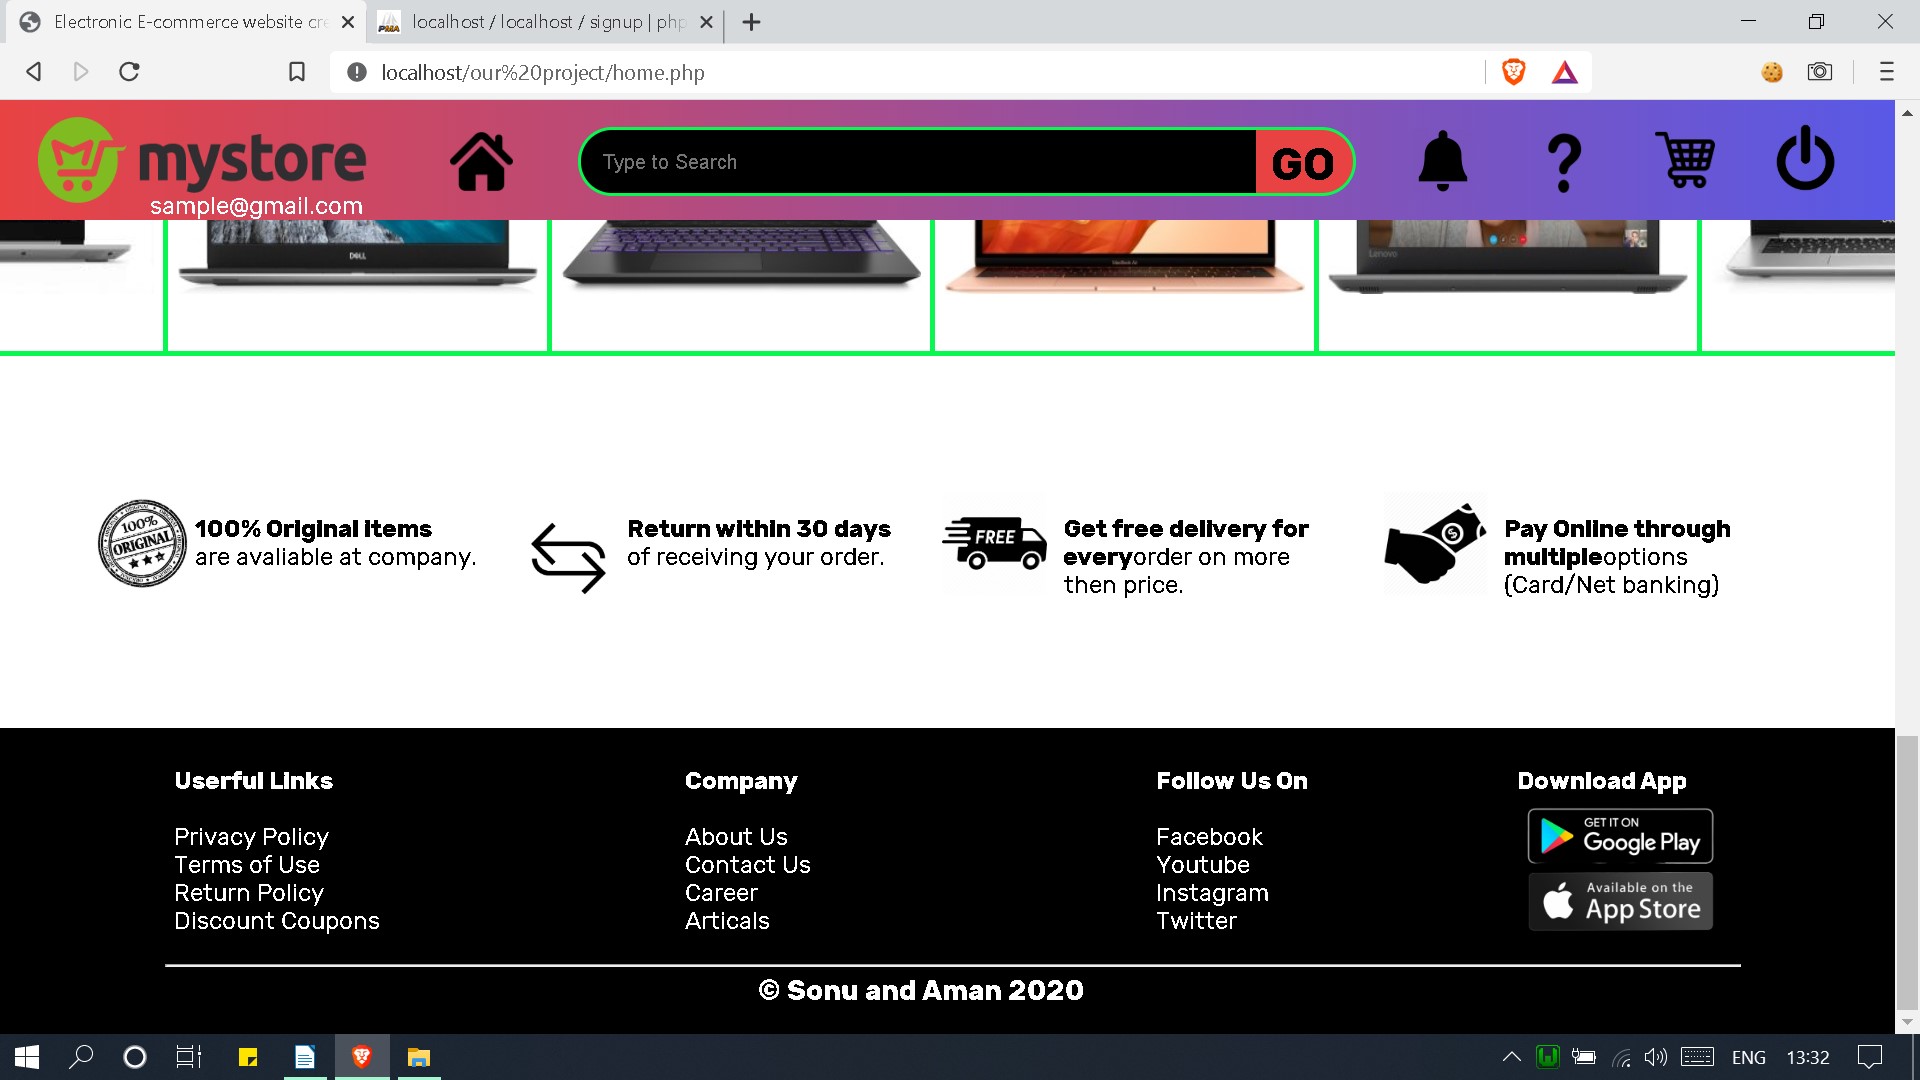 Electronic E-commerce website cre
localhost / localhost / signup | php
localhost/our%20project/home.php
mystore
sample@gmail.com
Type to Search
GO
DELL
MacBook Air
Lenovo
100%
ORIGINAL
100% Original items
are avaliable at company.
Return within 30 days
of receiving your order.
FREE
Get free delivery for
everyorder on more
then price.
Pay Online through
multipleoptions
(Card/Net banking)
Userful Links
Privacy Policy
Terms of Use
Return Policy
Discount Coupons
Company
About Us
Contact Us
Career
Articals
Follow Us On
Facebook
Youtube
Instagram
Twitter
Download App
GET IT ON
Google Play
Available on the
App Store
© Sonu and Aman 2020
ENG
13:32